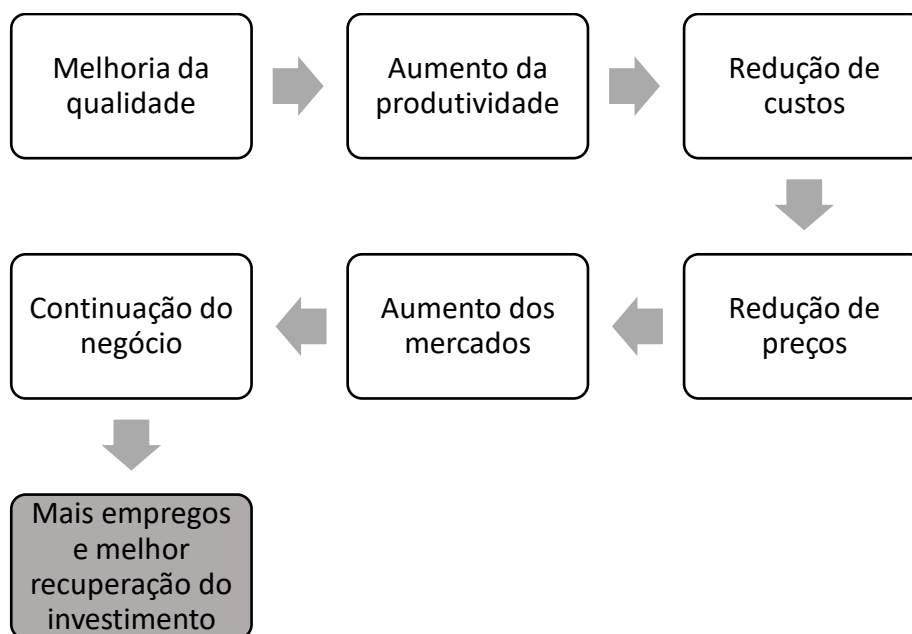 Melhoria da
qualidade
Aumento da
produtividade
Redução de
custos
Redução de
preços
Aumento dos
mercados
Continuação do
negócio
Mais empregos
e melhor
recuperação do
investimento